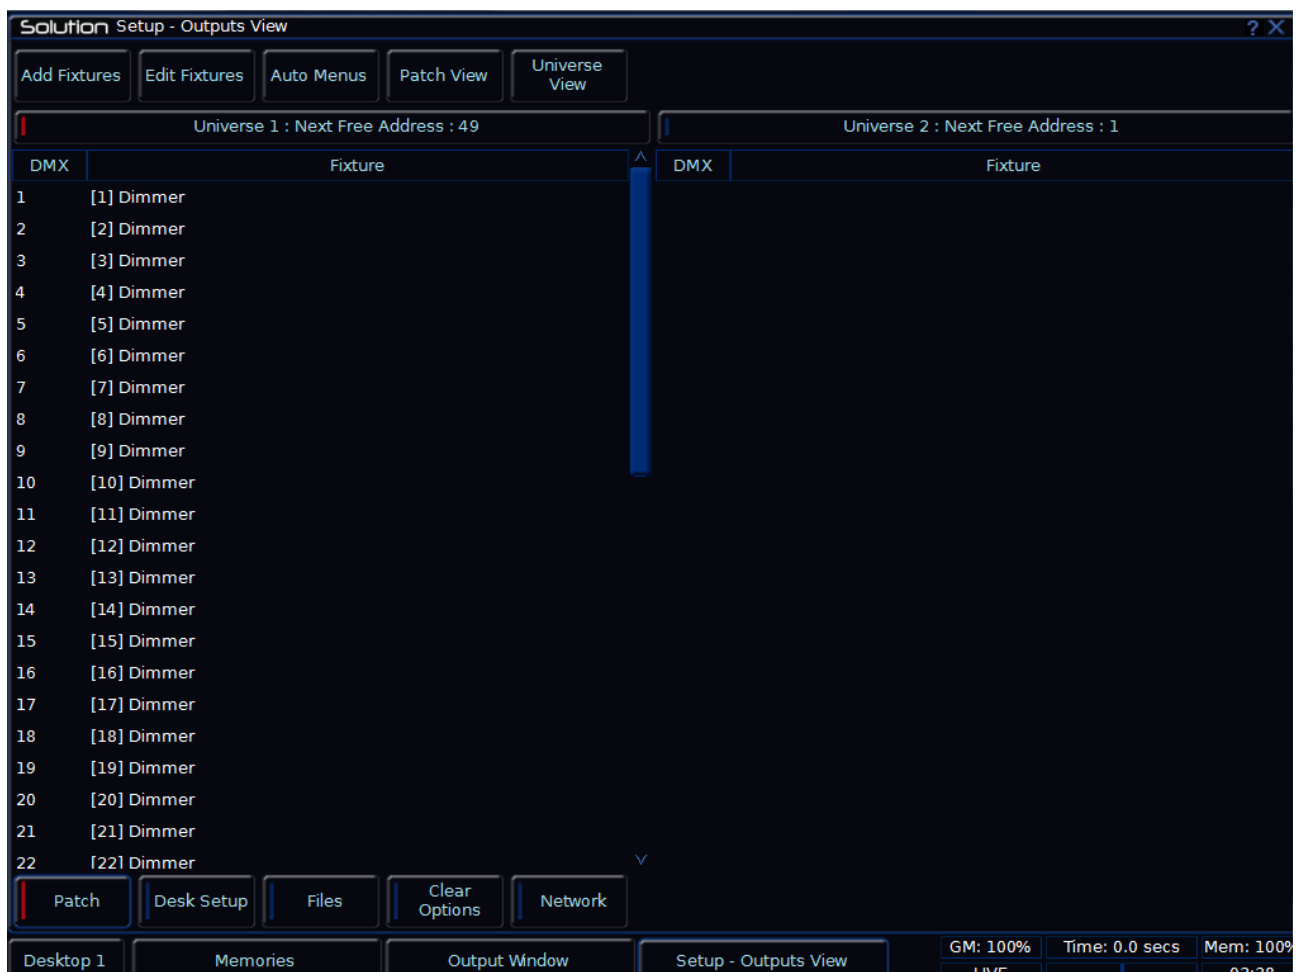 Solution Setup - Outputs View ? X
Add Fixtures Edit Fixtures Auto Menus Patch View Universe View
Universe 1 : Next Free Address : 49 Universe 2 : Next Free Address : 1
DMX Fixture DMX Fixture
1 [1] Dimmer
2 [2] Dimmer
3 [3] Dimmer
4 [4] Dimmer
5 [5] Dimmer
6 [6] Dimmer
7 [7] Dimmer
8 [8] Dimmer
9 [9] Dimmer
10 [10] Dimmer
11 [11] Dimmer
12 [12] Dimmer
13 [13] Dimmer
14 [14] Dimmer
15 [15] Dimmer
16 [16] Dimmer
17 [17] Dimmer
18 [18] Dimmer
19 [19] Dimmer
20 [20] Dimmer
21 [21] Dimmer
22 [22] Dimmer
Patch Desk Setup Files Clear Options Network
Desktop 1 Memories Output Window Setup - Outputs View GM: 100% Time: 0.0 secs Mem: 100%
LIVE 02:28